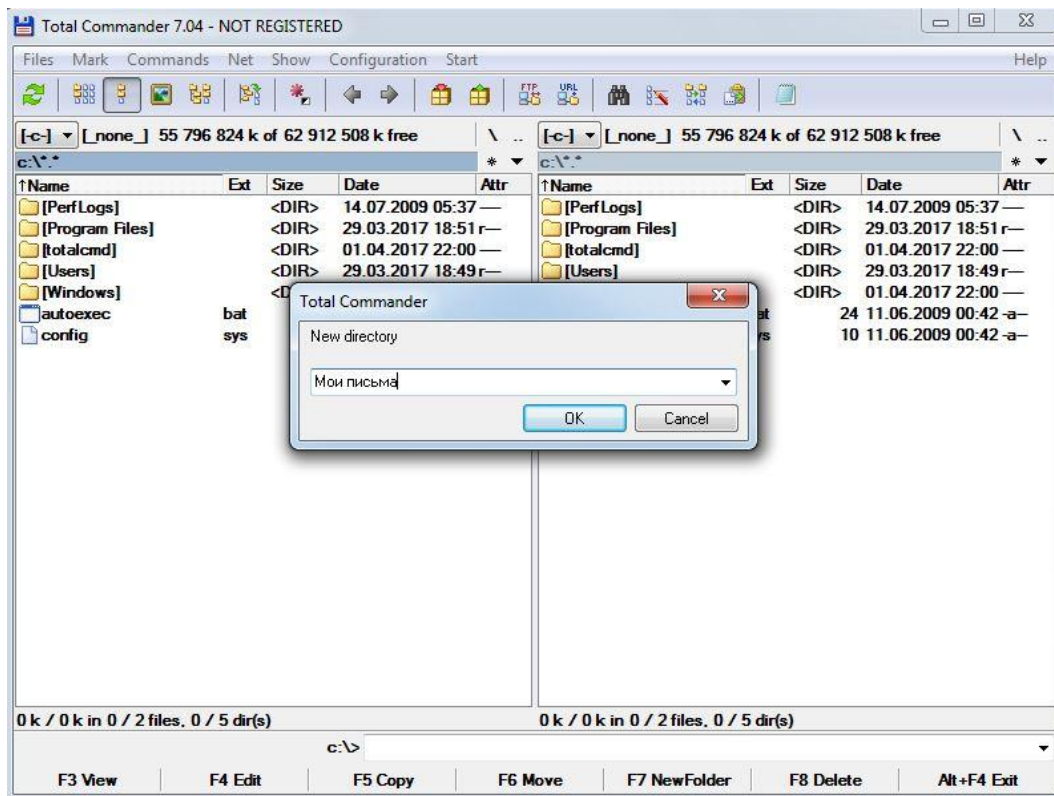 Total Commander 7.04 - NOT REGISTERED
Files Mark Commands Net Show Configuration Start Help
FTP URL
[-c-] [_none_] 55 796 824 k of 62 912 508 k free \ .. [-c-] [_none_] 55 796 824 k of 62 912 508 k free \ ..
c:\*.* * c:\*.* *
↑Name Ext Size Date Attr ↑Name Ext Size Date Attr
[PerfLogs] <DIR> 14.07.2009 05:37 ---- [PerfLogs] <DIR> 14.07.2009 05:37 ----
[Program Files] <DIR> 29.03.2017 18:51 r--- [Program Files] <DIR> 29.03.2017 18:51 r---
[totalcmd] <DIR> 01.04.2017 22:00 ---- [totalcmd] <DIR> 01.04.2017 22:00 ----
[Users] <DIR> 29.03.2017 18:49 r--- [Users] <DIR> 29.03.2017 18:49 r---
[Windows] <DIR> 01.04.2017 22:00 ----
autoexec bat 24 11.06.2009 00:42 -a--
config sys 10 11.06.2009 00:42 -a--
Total Commander
New directory
Мои письма
OK Cancel
0 k / 0 k in 0 / 2 files, 0 / 5 dir(s) 0 k / 0 k in 0 / 2 files, 0 / 5 dir(s)
c:\>
F3 View F4 Edit F5 Copy F6 Move F7 NewFolder F8 Delete Alt+F4 Exit